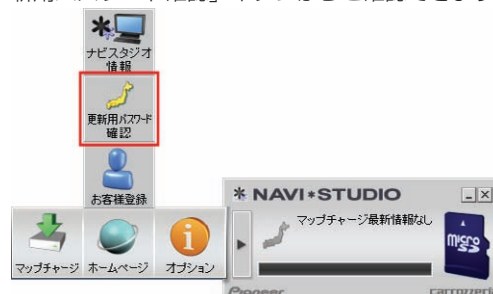 ナビスタジオ
情報
更新用パスワード
確認
お客様登録
マップチャージ
ホームページ
オプション
* NAVI*STUDIO
マップチャージ最新情報なし
micro
SD
Pioneer
carrozzeria